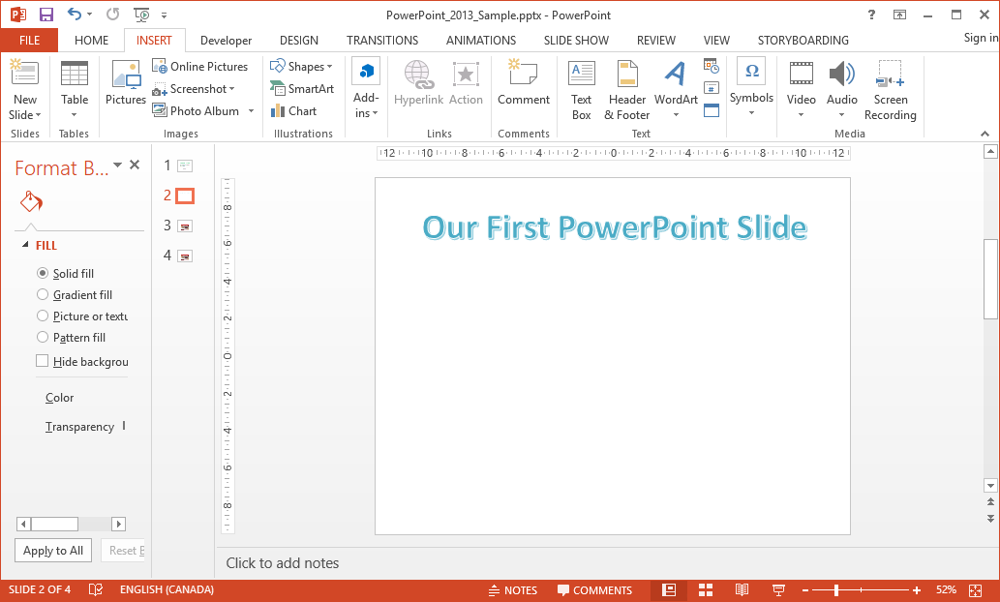 PowerPoint_2013_Sample.pptx - PowerPoint
?
FILE HOME INSERT Developer DESIGN TRANSITIONS ANIMATIONS SLIDE SHOW REVIEW VIEW STORYBOARDING Sign in
New Slide
Slides
Table
Tables
Pictures
Online Pictures
Screenshot
Photo Album
Images
Shapes
SmartArt
Chart
Illustrations
Add-ins
Hyperlink
Action
Links
Comment
Comments
Text Box
Header & Footer
WordArt
Text
Ω
Symbols
Video
Audio
Screen Recording
Media
Format B...
FILL
Solid fill
Gradient fill
Picture or textu
Pattern fill
Hide backgrou
Color
Transparency
Apply to All
Reset B
1
2
3
4
12 10 8 6 4 2 0 2 4 6 8 10 12
8
6
4
2
0
2
4
6
8
Our First PowerPoint Slide
Click to add notes
SLIDE 2 OF 4 ENGLISH (CANADA) NOTES COMMENTS 52%